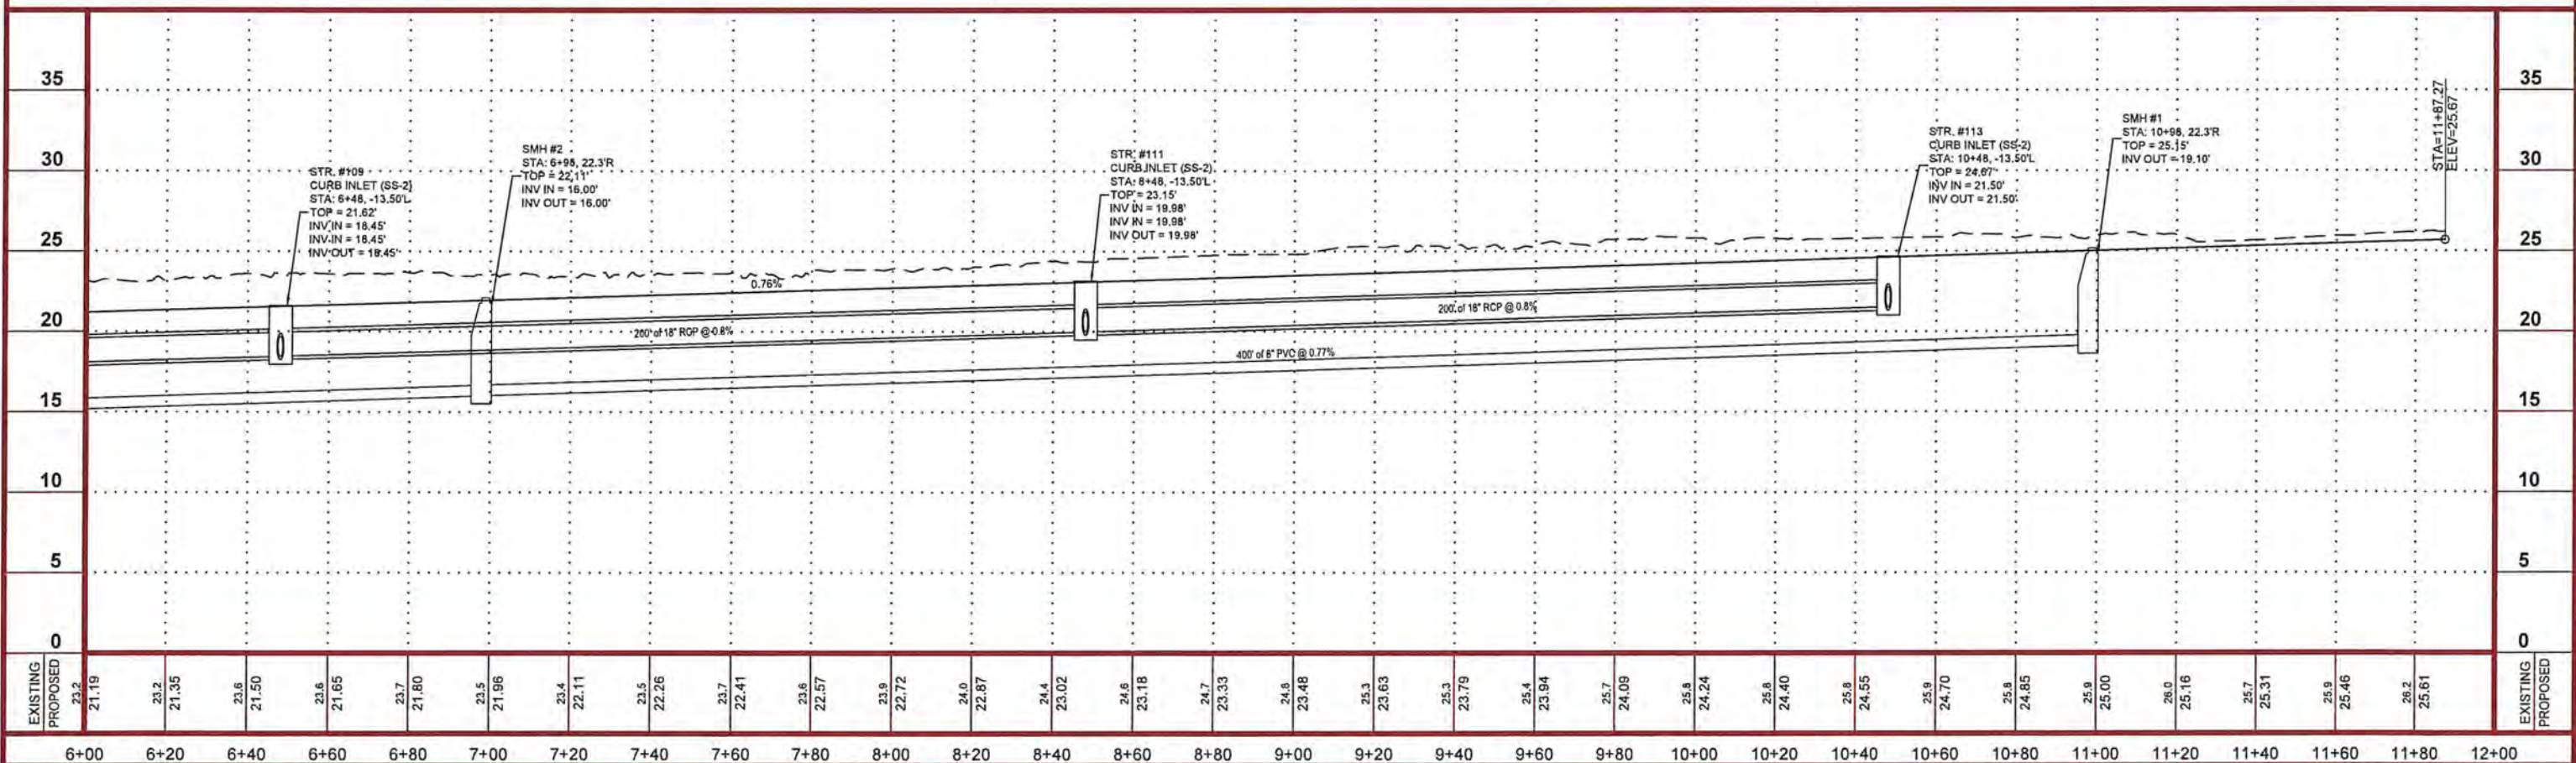 35
30
25
20
15
10
5
0
35
30
25
20
15
10
5
0
STR. #109
CURB INLET (SS-2)
STA: 6+48, -13.50'L
TOP = 21.62'
INV IN = 18.45'
INV IN = 18.45'
INV OUT = 18.45'
SMH #2
STA: 6+98, 22.3'R
TOP = 22.11'
INV IN = 16.00'
INV OUT = 16.00'
STR. #111
CURB INLET (SS-2)
STA: 8+48, -13.50'L
TOP = 23.15'
INV IN = 19.98'
INV IN = 19.98'
INV OUT = 19.98'
STR. #113
CURB INLET (SS-2)
STA: 10+48, -13.50'L
TOP = 24.67'
INV IN = 21.50'
INV OUT = 21.50'
SMH #1
STA: 10+98, 22.3'R
TOP = 25.15'
INV OUT = 19.10'
STA=11+87.27
ELEV=25.67
0.76%
200' of 18" RCP @ 0.8%
200' of 18" RCP @ 0.8%
400' of 8" PVC @ 0.77%
EXISTING
PROPOSED
23.2
21.19
23.2
21.35
23.6
21.50
23.6
21.65
23.7
21.80
23.5
21.96
23.4
22.11
23.5
22.26
23.7
22.41
23.6
22.57
23.9
22.72
24.0
22.87
24.4
23.02
24.6
23.18
24.7
23.33
24.8
23.48
25.3
23.63
25.3
23.79
25.4
23.94
25.7
24.09
25.8
24.24
25.8
24.40
25.8
24.55
25.9
24.70
25.8
24.85
25.9
25.00
26.0
25.16
25.7
25.31
25.9
25.46
26.2
25.61
EXISTING
PROPOSED
6+00 6+20 6+40 6+60 6+80 7+00 7+20 7+40 7+60 7+80 8+00 8+20 8+40 8+60 8+80 9+00 9+20 9+40 9+60 9+80 10+00 10+20 10+40 10+60 10+80 11+00 11+20 11+40 11+60 11+80 12+00